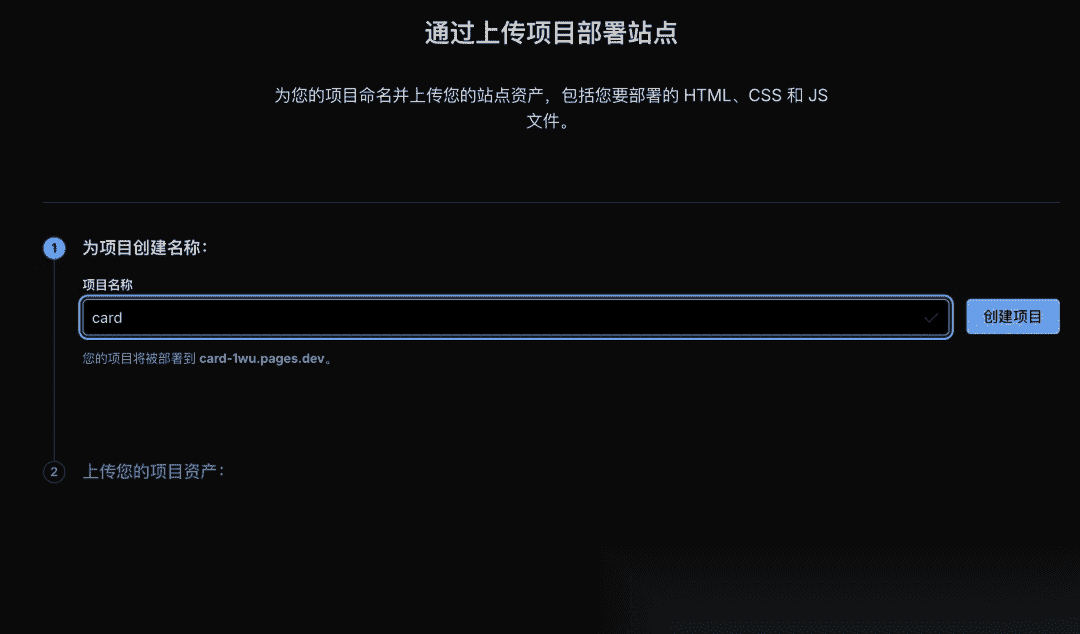 通过上传项目部署站点
为您的项目命名并上传您的站点资产，包括您要部署的 HTML、CSS 和 JS
文件。
1 为项目创建名称：
项目名称
card
创建项目
您的项目将被部署到 card-1wu.pages.dev。
2 上传您的项目资产：